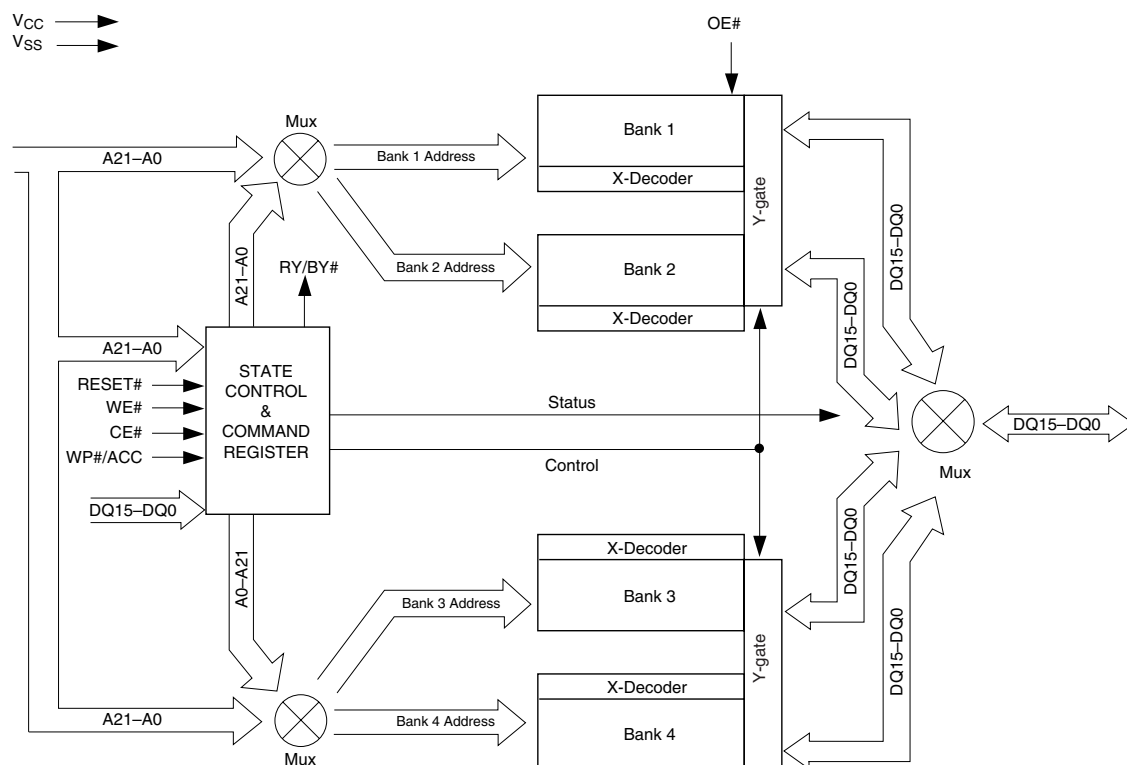 VCC
VSS
OE#
Mux
Bank 1
A21–A0
Bank 1 Address
X-Decoder
Y-gate
A21–A0
RY/BY#
Bank 2 Address
Bank 2
X-Decoder
DQ15–DQ0
DQ15–DQ0
A21–A0
RESET#
WE#
CE#
WP#/ACC
DQ15–DQ0
STATE
CONTROL
&
COMMAND
REGISTER
Status
Control
DQ15–DQ0
Mux
A0–A21
X-Decoder
Bank 3 Address
Bank 3
Y-gate
DQ15–DQ0
DQ15–DQ0
X-Decoder
A21–A0
Bank 4 Address
Bank 4
Mux